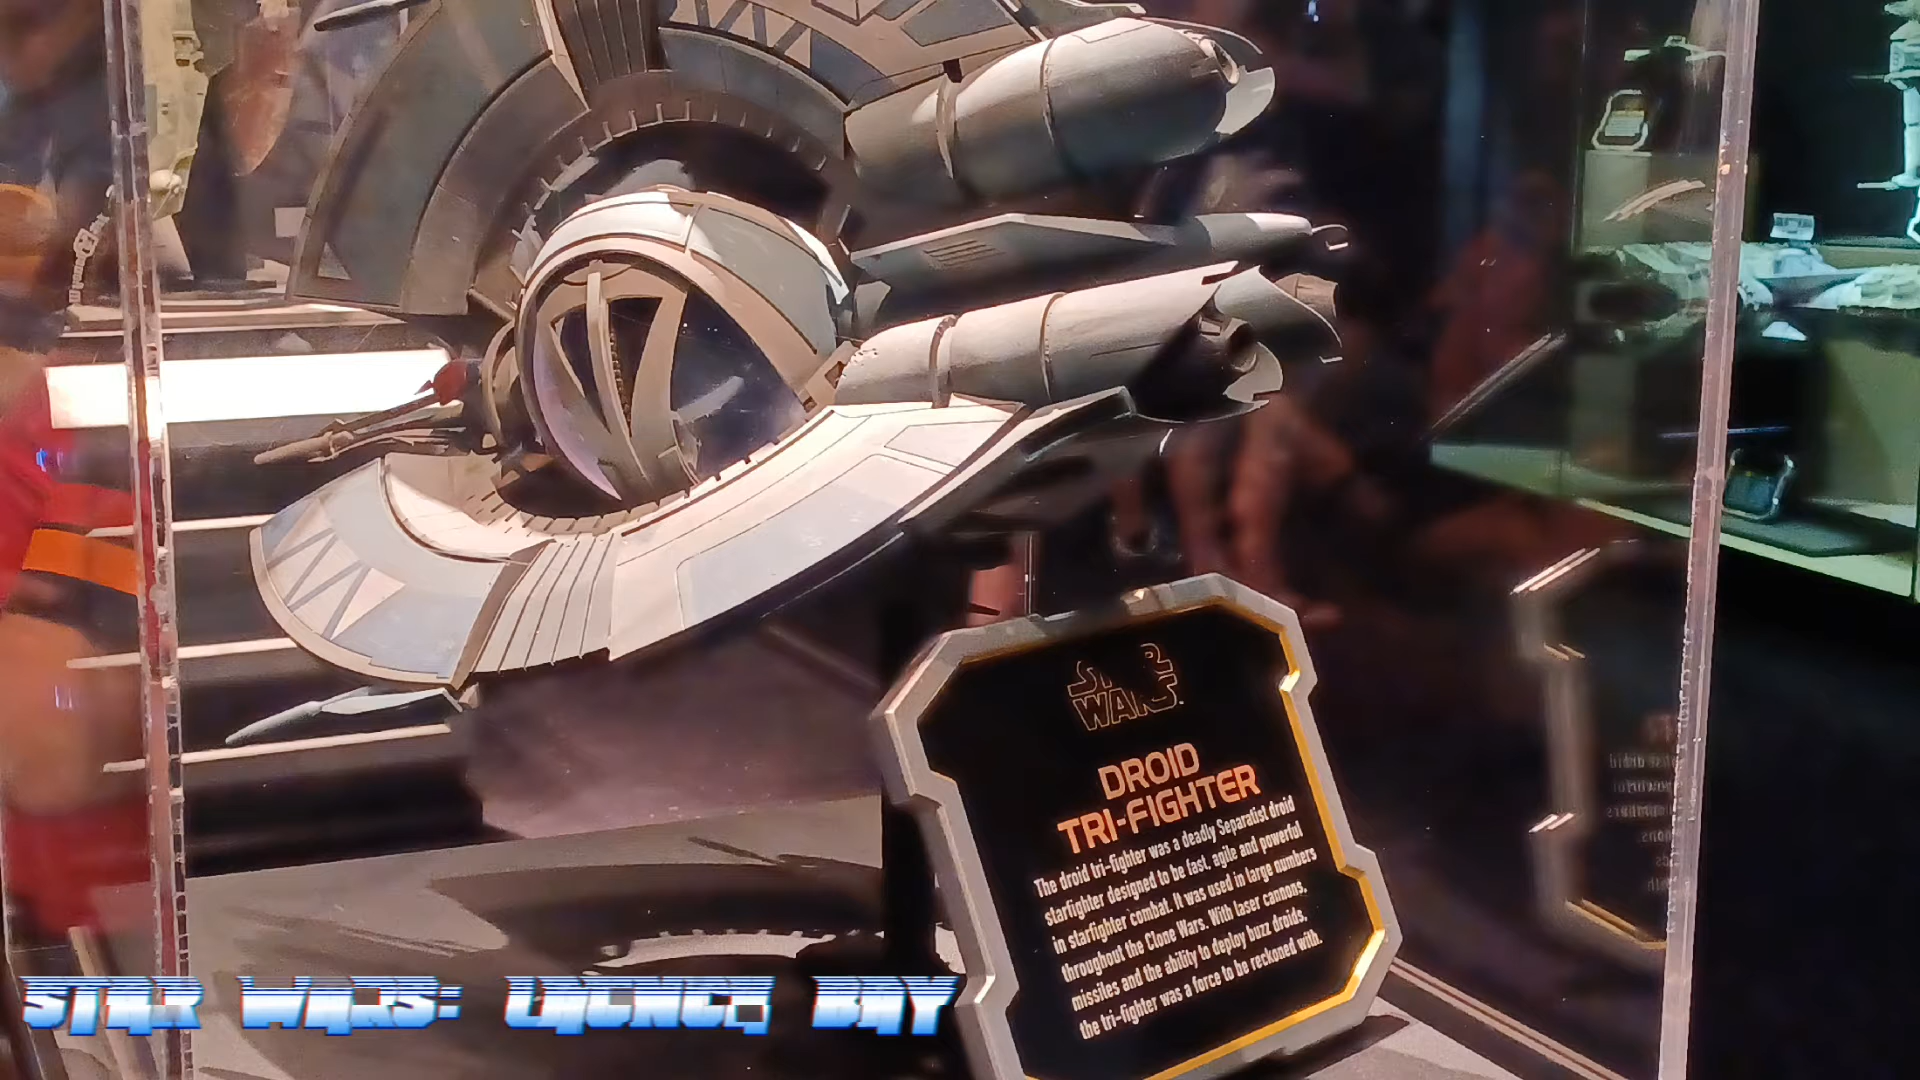 STAR
WARS
DROID
TRI-FIGHTER
The droid tri-fighter was a deadly Separatist droid
starfighter designed to be fast, agile and powerful
in starfighter combat. It was used in large numbers
throughout the Clone Wars. With laser cannons,
missiles and the ability to deploy buzz droids,
the tri-fighter was a force to be reckoned with.
STAR WARS: LAUNCH BAY